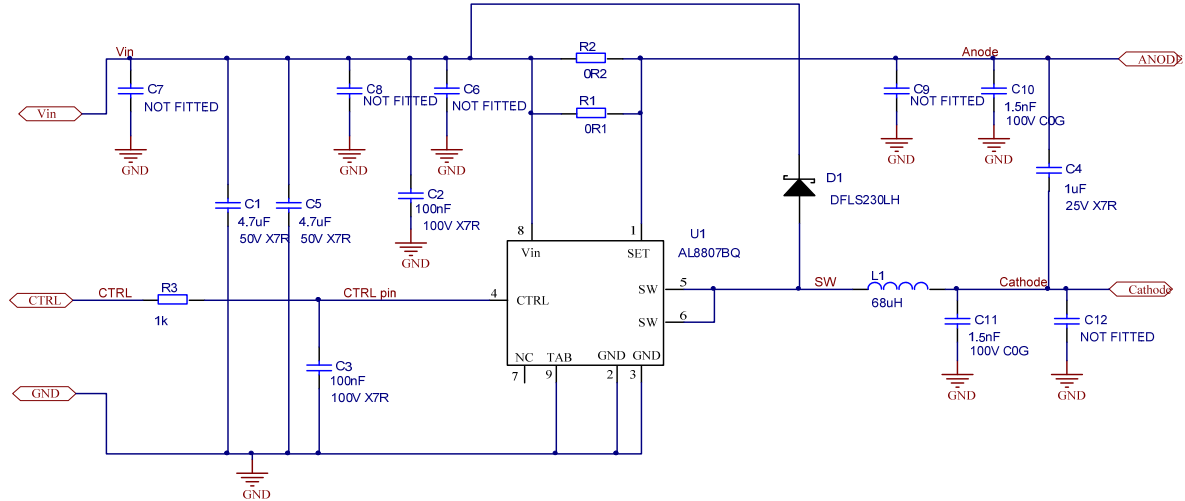 Vin
R2
0R2
Anode
ANODE
C7
NOT FITTED
C8
NOT FITTED
C6
NOT FITTED
R1
0R1
C9
NOT FITTED
C10
1.5nF
100V C0G
Vin
GND
GND
GND
GND
GND
C4
1uF
25V X7R
D1
DFLS230LH
C1
4.7uF
50V X7R
C5
4.7uF
50V X7R
C2
100nF
100V X7R
GND
8
1
U1
AL8807BQ
Vin
SET
CTRL
CTRL
R3
1k
CTRL pin
4
CTRL
SW
5
SW
6
SW
L1
68uH
Cathode
Cathode
C11
1.5nF
100V C0G
C12
NOT FITTED
GND
GND
C3
100nF
100V X7R
NC
TAB
GND
GND
7
9
2
3
GND
GND